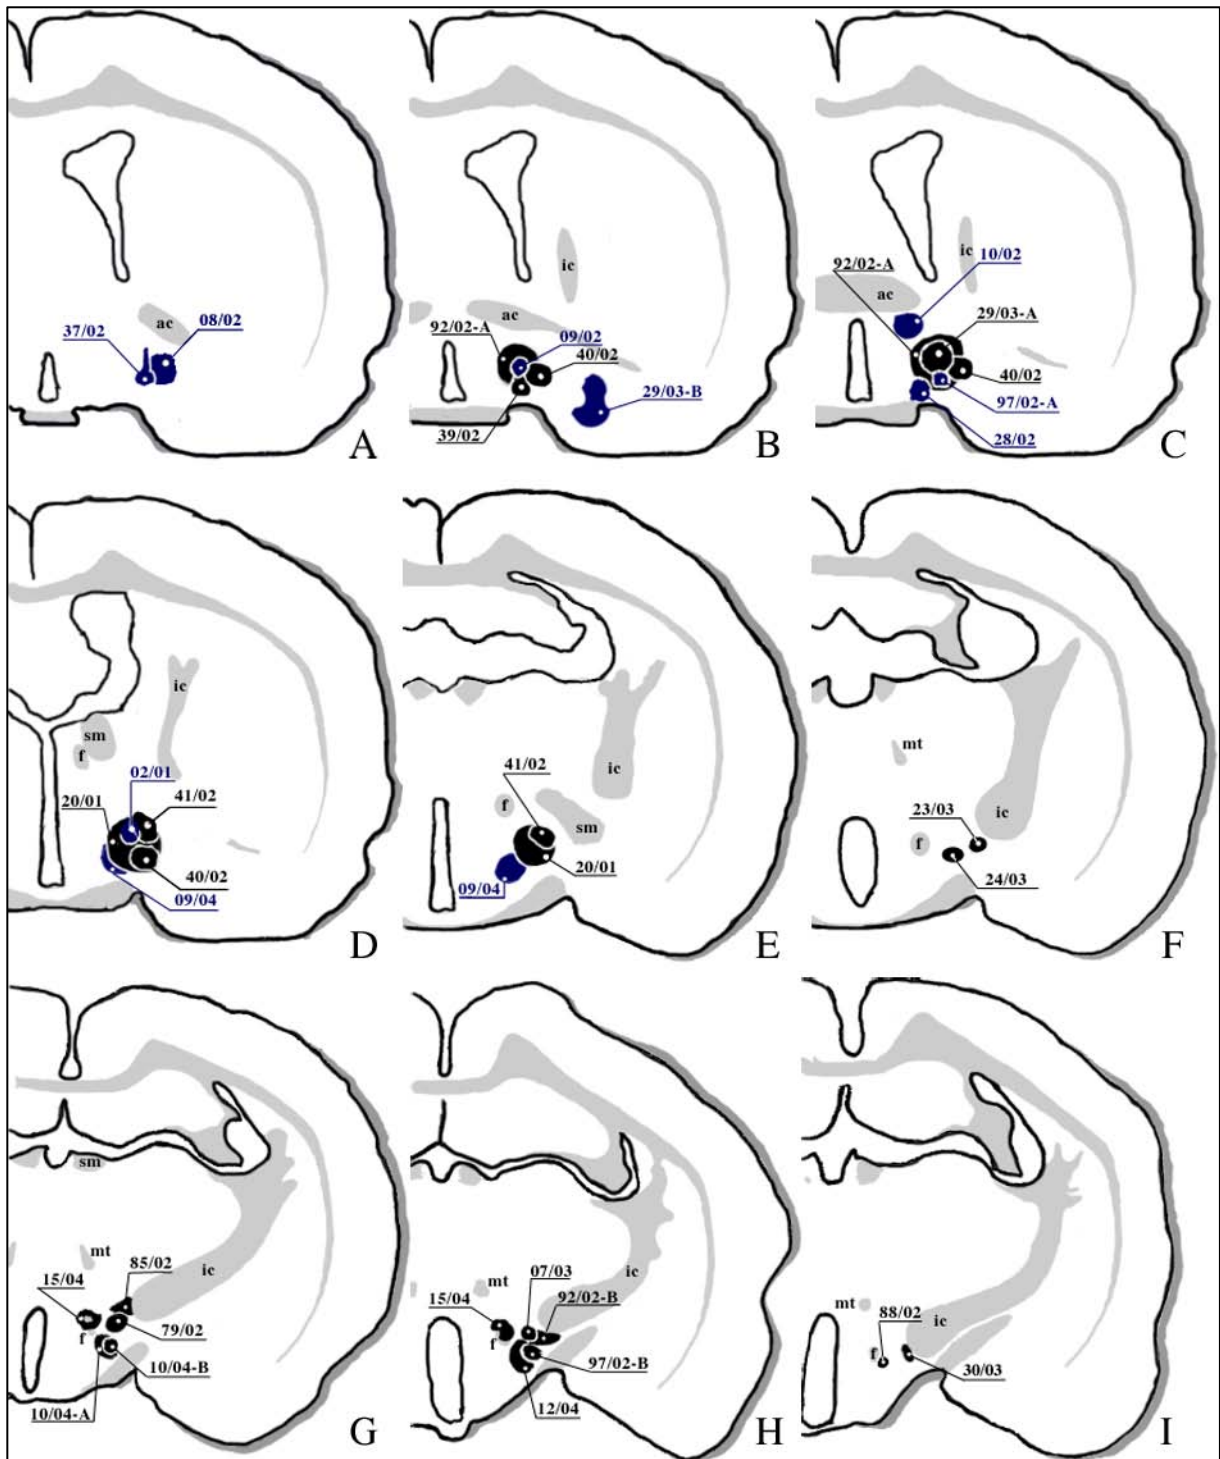 ac
37/02
08/02
A
ic
ac
92/02-A
09/02
40/02
29/03-B
39/02
B
ic
10/02
92/02-A
ac
29/03-A
40/02
97/02-A
28/02
C
ic
sm
f
02/01
20/01
41/02
40/02
09/04
D
41/02
ic
f
sm
20/01
09/04
E
mt
ic
23/03
f
24/03
F
sm
mt
85/02
ic
15/04
79/02
f
10/04-B
10/04-A
G
mt
07/03
ic
15/04
92/02-B
f
97/02-B
12/04
H
mt
88/02
ic
f
30/03
I